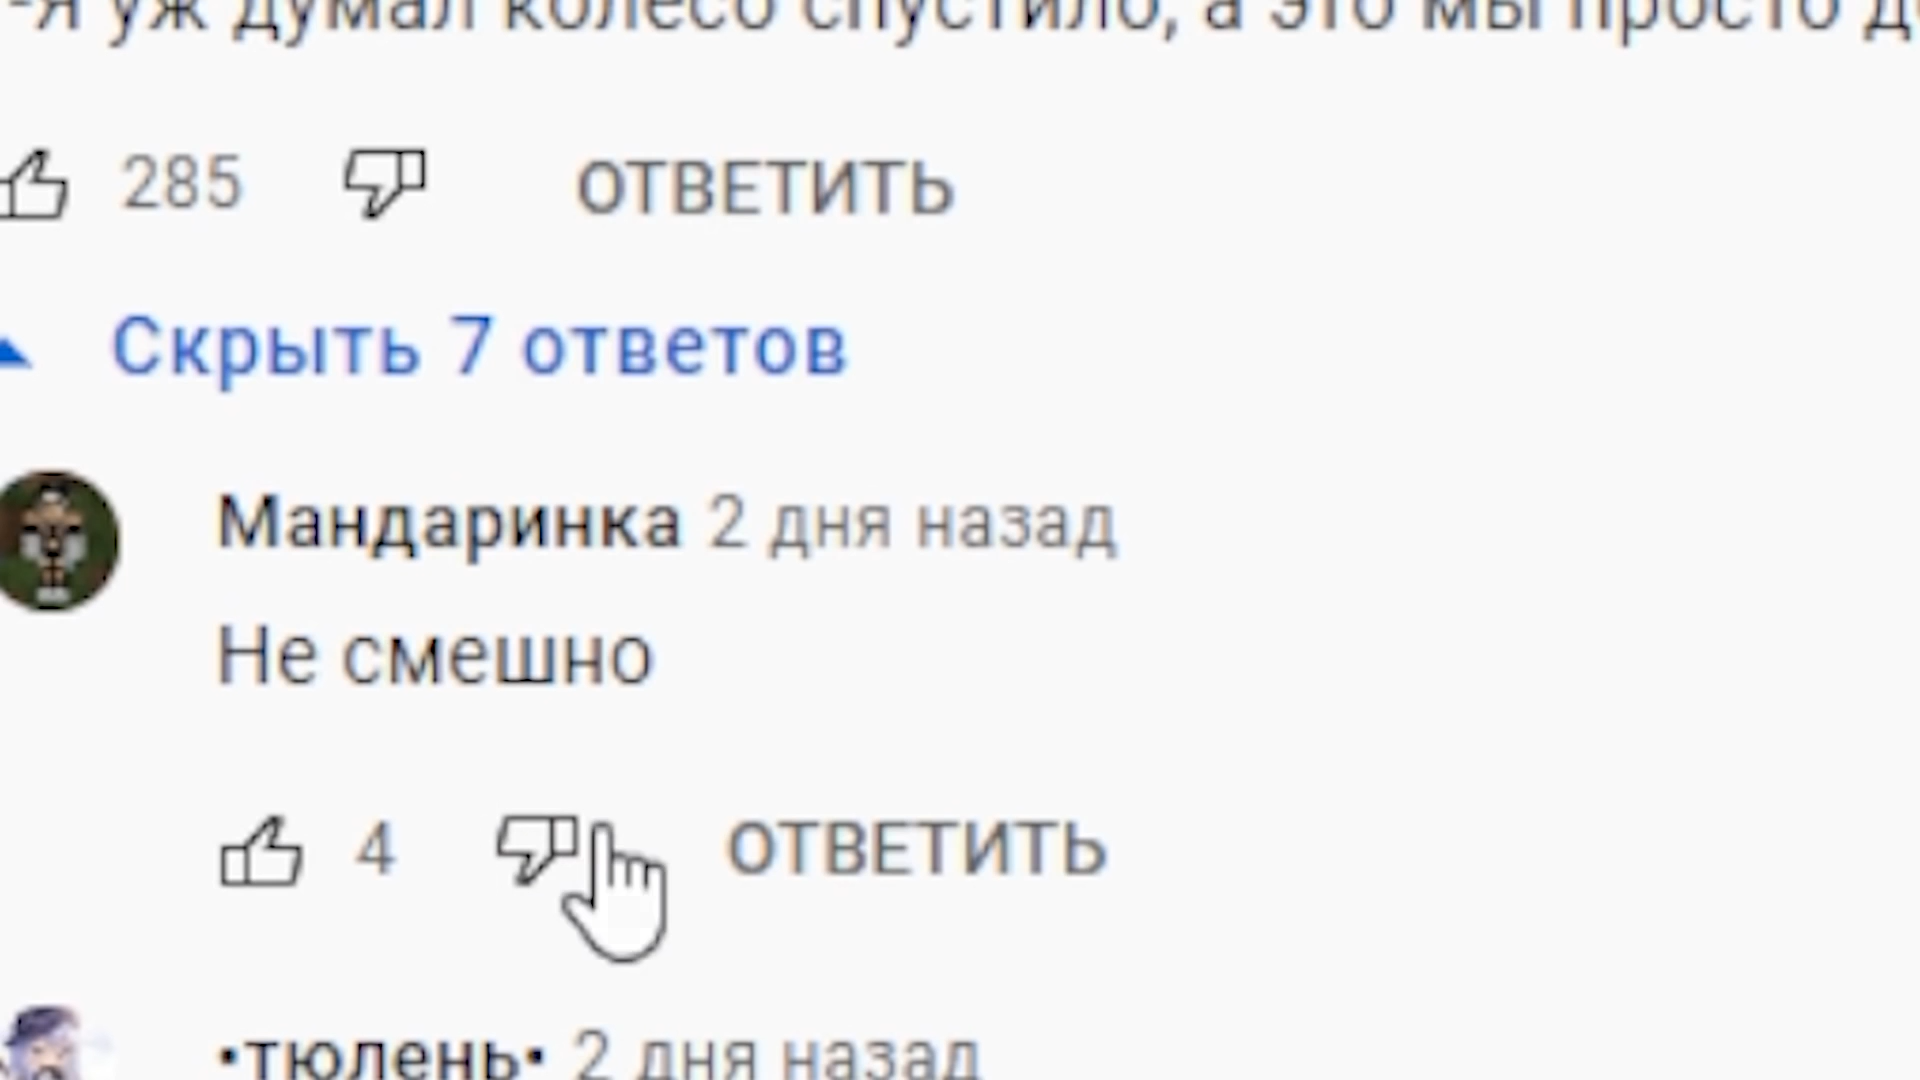 -Я уж думал колесо спустило, а это мы просто
285 ОТВЕТИТЬ
Скрыть 7 ответов
Мандаринка 2 дня назад
Не смешно
4 ОТВЕТИТЬ
•тюлень• 2 дня назад